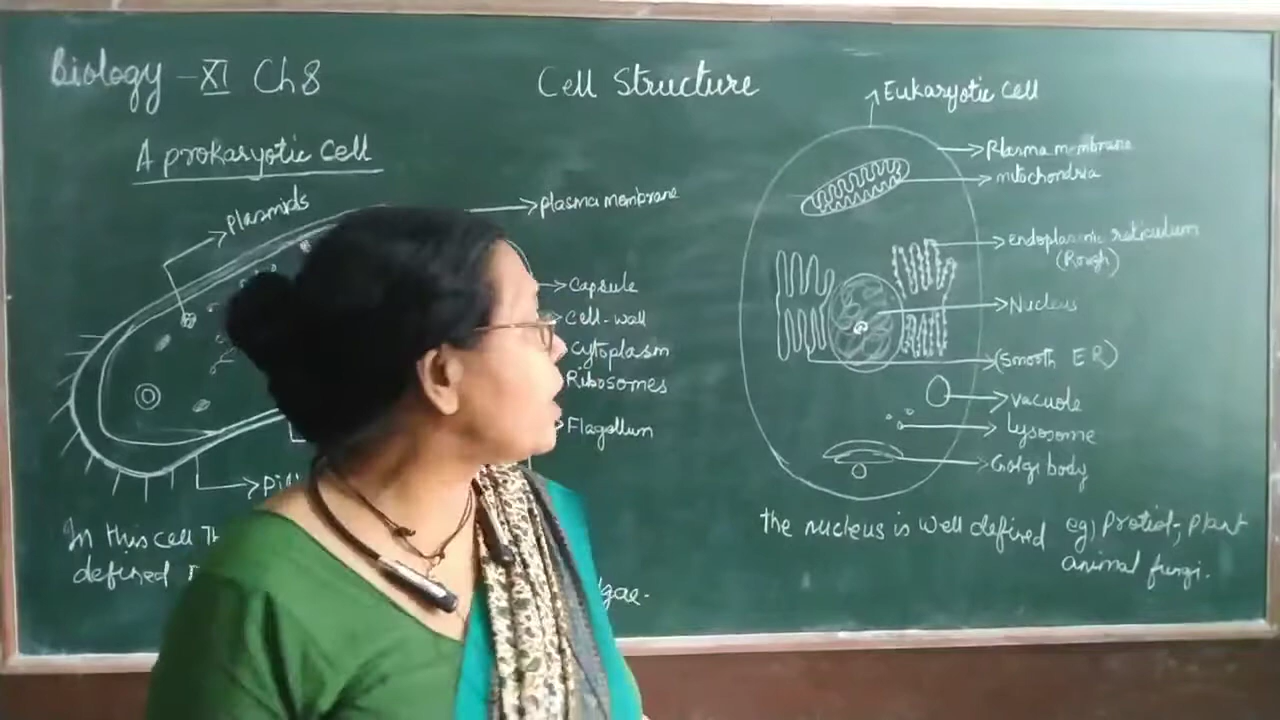 Biology - XI Ch 8
Cell Structure
A prokaryotic cell
plasmids
plasma membrane
Capsule
Cell-wall
Cytoplasm
Ribosomes
Flagellum
In this cell
defined
gae.
Eukaryotic cell
Plasma membrane
mitochondria
endoplasmic reticulum
(Rough)
Nucleus
(Smooth ER)
vacuole
Lysosome
Golgi body
the nucleus is well defined eg, Protist, plant
animal fungi.